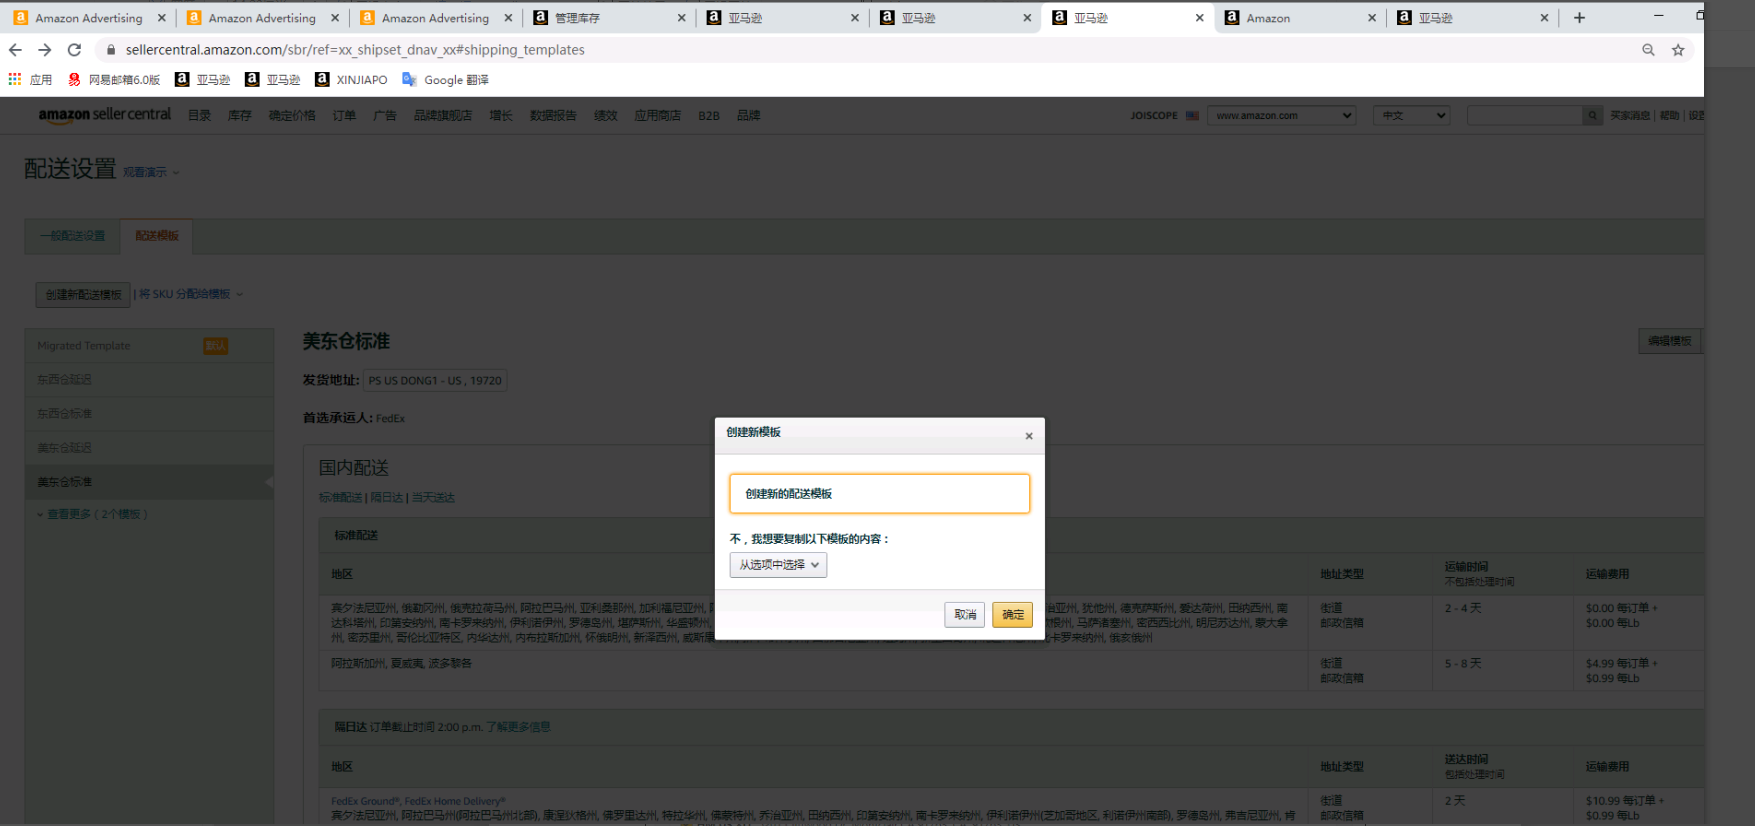 Amazon Advertising
Amazon Advertising
Amazon Advertising
管理库存
亚马逊
亚马逊
亚马逊
Amazon
亚马逊
sellercentral.amazon.com/sbr/ref=xx_shipset_dnav_xx#shipping_templates
应用
网易邮箱6.0版
亚马逊
亚马逊
XINJIAPO
Google 翻译
amazon seller central 目录 库存 确定价格 订单 广告 品牌旗舰店 增长 数据报告 绩效 应用商店 B2B 品牌
JOISCOPE
www.amazon.com
中文
买家消息 | 帮助 |
配送设置 观看演示
一般配送设置
配送模板
创建新配送模板 | 将 SKU 分配给模板
Migrated Template 默认
东西仓延迟
东西仓标准
美东仓延迟
美东仓标准
查看更多 ( 2个模板 )
美东仓标准
编辑模板
发货地址: PS US DONG1 - US , 19720
首选承运人: FedEx
创建新模板
×
创建新的配送模板
不，我想要复制以下模板的内容：
从选项中选择
取消
确定
国内配送
标准配送 | 隔日达 | 当天送达
标准配送
地区
地址类型
运输时间
不包括处理时间
运输费用
宾夕法尼亚州, 俄勒冈州, 俄克拉荷马州, 阿拉巴马州, 亚利桑那州, 加利福尼亚州,
治亚州, 犹他州, 德克萨斯州, 爱达荷州, 田纳西州, 南
达科塔州, 印第安纳州, 南卡罗来纳州, 伊利诺伊州, 罗德岛州, 堪萨斯州, 华盛顿州,
根州, 马萨诸塞州, 密西西比州, 明尼苏达州, 蒙大拿
州, 密苏里州, 哥伦比亚特区, 内华达州, 内布拉斯加州, 怀俄明州, 新泽西州,
卡罗来纳州, 俄亥俄州
街道
邮政信箱
2 - 4 天
$0.00 每订单 +
$0.00 每Lb
阿拉斯加州, 夏威夷, 波多黎各
街道
邮政信箱
5 - 8 天
$4.99 每订单 +
$0.99 每Lb
隔日达 订单截止时间 2:00 p.m. 了解更多信息
地区
地址类型
送达时间
包括处理时间
运输费用
FedEx Ground®, FedEx Home Delivery®
宾夕法尼亚州, 阿拉巴马州(阿拉巴马州北部), 康涅狄格州, 佛罗里达州, 特拉华州, 佛蒙特州, 乔治亚州, 田纳西州, 印第安纳州, 南卡罗来纳州, 伊利诺伊州(芝加哥地区, 利诺伊州南部), 罗德岛州, 弗吉尼亚州, 肯
街道
邮政信箱
2 天
$10.99 每订单 +
$0.99 每Lb